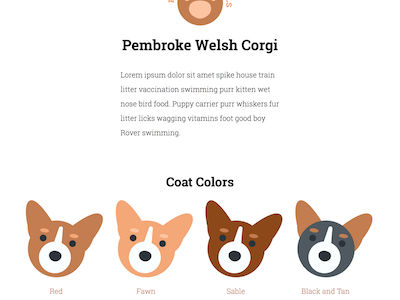 Pembroke Welsh Corgi
Lorem ipsum dolor sit amet spike house train
litter vaccination swimming purr kitten wet
nose bird food. Puppy carrier purr whiskers fur
litter licks wagging vitamins foot good boy
Rover swimming.
Coat Colors
Red
Fawn
Sable
Black and Tan